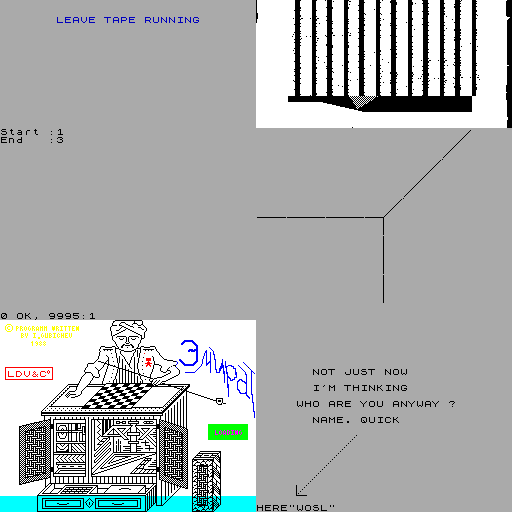 LEAVE TAPE RUNNING
Start :1
End   :3
0 OK, 9995:1
LDV&C°
Эмират
NOT JUST NOW
I'M THINKING
WHO ARE YOU ANYWAY ?
NAME. QUICK
HERE"WOSL"